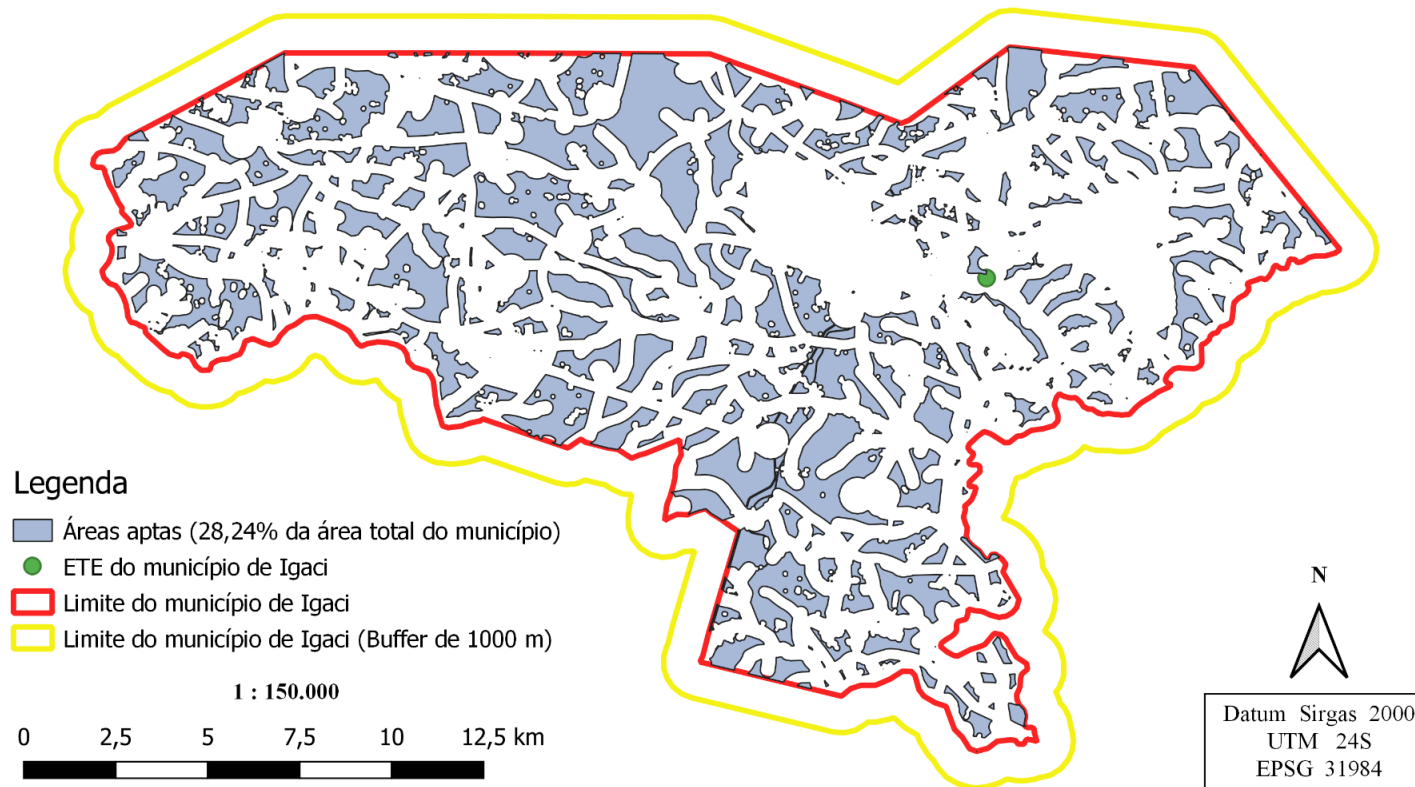 Legenda
Áreas aptas (28,24% da área total do município)
ETE do município de Igaci
Limite do município de Igaci
Limite do município de Igaci (Buffer de 1000 m)
1 : 150.000
0 2,5 5 7,5 10 12,5 km
N
Datum Sirgas 2000
UTM 24S
EPSG 31984